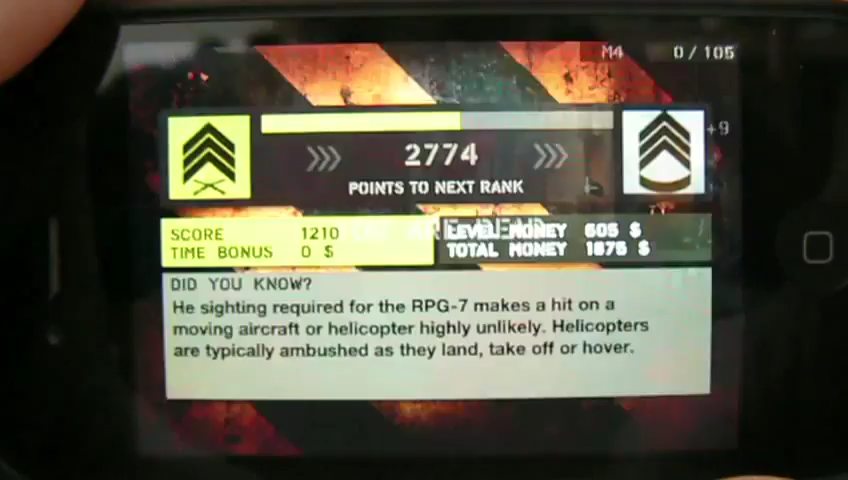 M4 0 / 105
+9
2774
POINTS TO NEXT RANK
SCORE 1210
TIME BONUS 0 $
LEVEL MONEY 605 $
TOTAL MONEY 1875 $
DID YOU KNOW?
He sighting required for the RPG-7 makes a hit on a
moving aircraft or helicopter highly unlikely. Helicopters
are typically ambushed as they land, take off or hover.